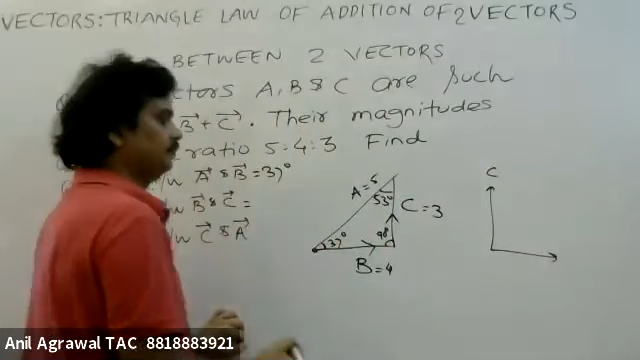 VECTORS: TRIANGLE LAW OF ADDITION OF 2 VECTORS
BETWEEN 2 VECTORS
ctors A, B & C are such
B⃗ + C⃗ . Their magnitudes
ratio 5:4:3 Find
/w A⃗ & B⃗ = 37°
/w B⃗ & C⃗ =
/w C⃗ & A⃗
A=5
53°
C=3
37°
90°
B=4
C
Anil Agrawal TAC 8818883921